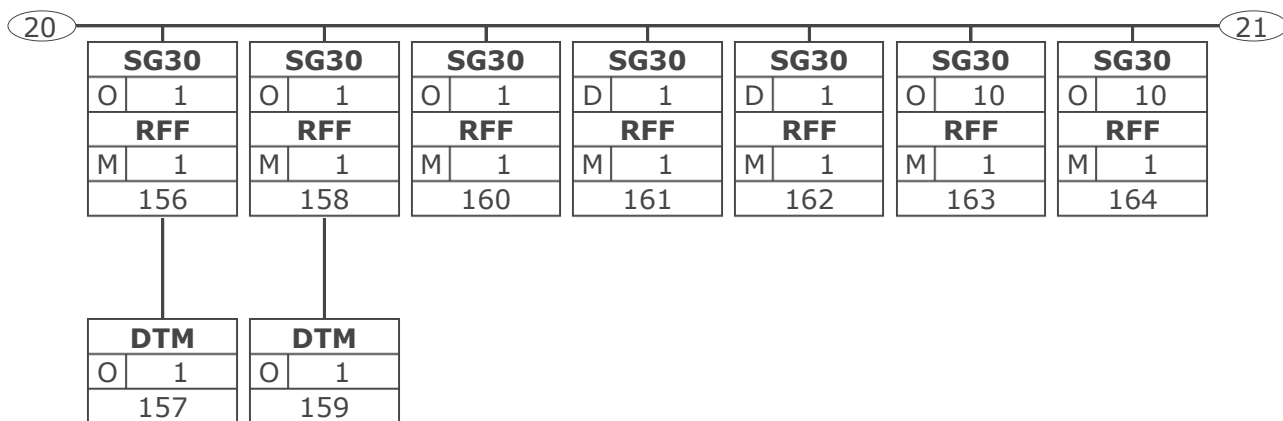 20 21
SG30 SG30 SG30 SG30 SG30 SG30 SG30
O 1 O 1 O 1 D 1 D 1 O 10 O 10
RFF RFF RFF RFF RFF RFF RFF
M 1 M 1 M 1 M 1 M 1 M 1 M 1
156 158 160 161 162 163 164
DTM DTM
O 1 O 1
157 159